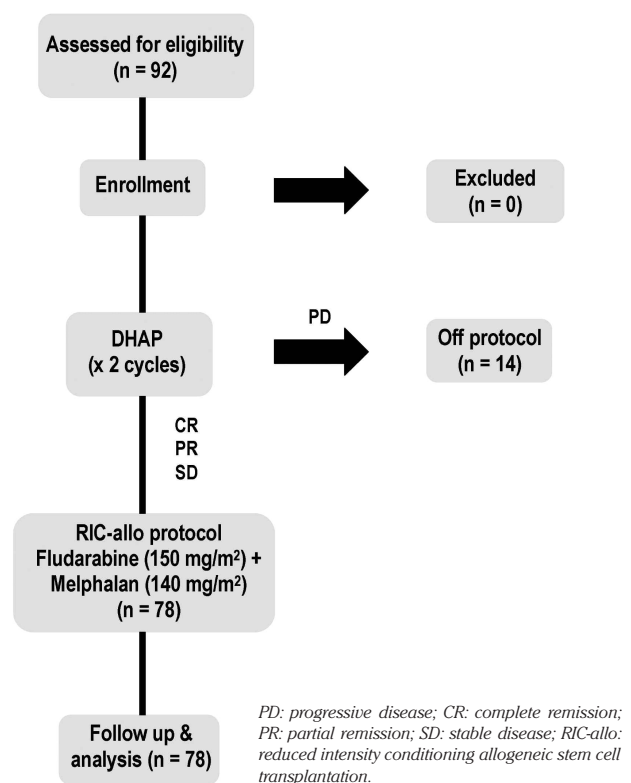 Assessed for eligibility
(n = 92)
Enrollment
Excluded
(n = 0)
DHAP
(x 2 cycles)
PD
Off protocol
(n = 14)
CR
PR
SD
RIC-allo protocol
Fludarabine (150 mg/m²) +
Melphalan (140 mg/m²)
(n = 78)
Follow up &
analysis (n = 78)
PD: progressive disease; CR: complete remission;
PR: partial remission; SD: stable disease; RIC-allo:
reduced intensity conditioning allogeneic stem cell
transplantation.